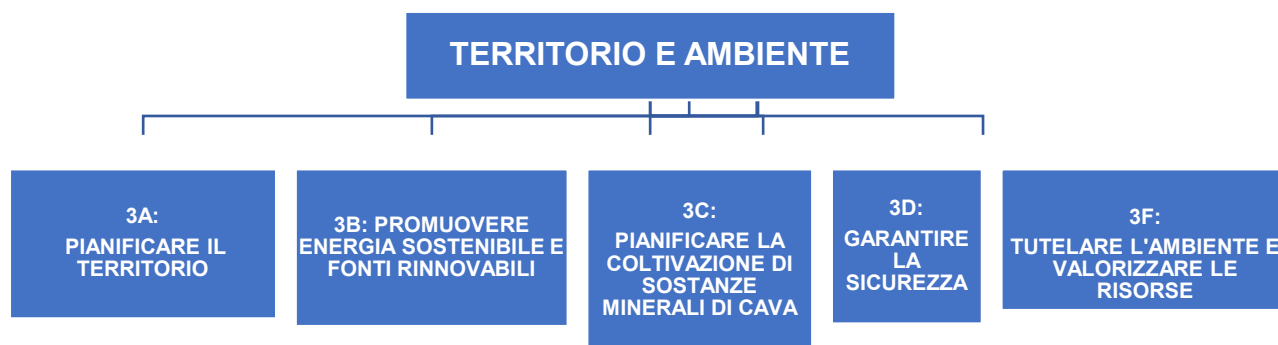 TERRITORIO E AMBIENTE
3A:
PIANIFICARE IL
TERRITORIO
3B: PROMUOVERE
ENERGIA SOSTENIBILE E
FONTI RINNOVABILI
3C:
PIANIFICARE LA
COLTIVAZIONE DI
SOSTANZE
MINERALI DI CAVA
3D:
GARANTIRE
LA
SICUREZZA
3F:
TUTELARE L'AMBIENTE E
VALORIZZARE LE
RISORSE